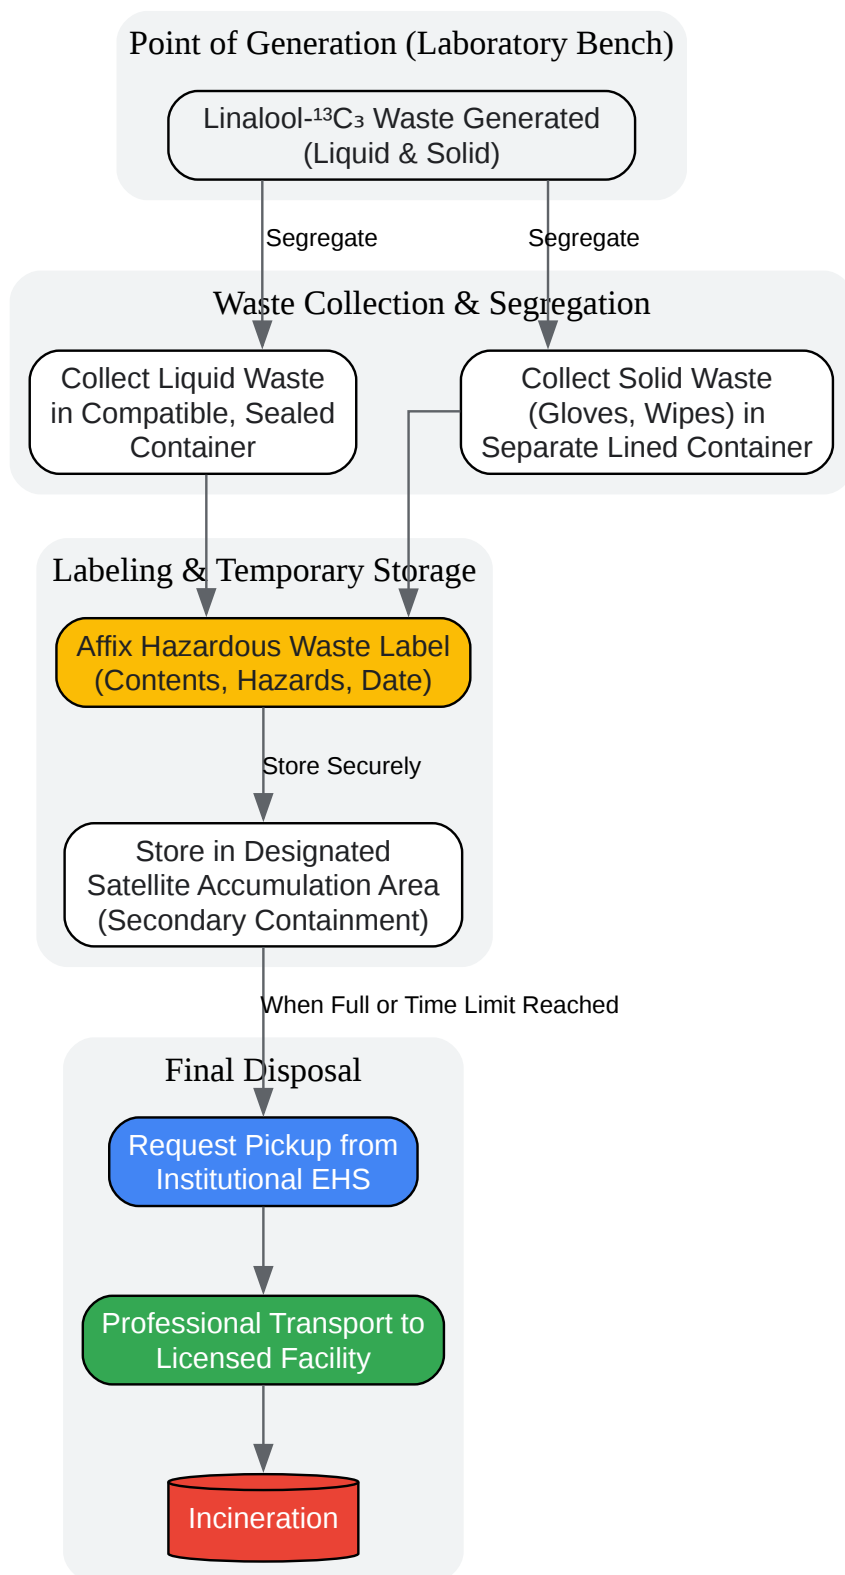 Point of Generation (Laboratory Bench)
Linalool-¹³C₃ Waste Generated
(Liquid & Solid)
Segregate
Segregate
Waste Collection & Segregation
Collect Liquid Waste
in Compatible, Sealed
Container
Collect Solid Waste
(Gloves, Wipes) in
Separate Lined Container
Labeling & Temporary Storage
Affix Hazardous Waste Label
(Contents, Hazards, Date)
Store Securely
Store in Designated
Satellite Accumulation Area
(Secondary Containment)
When Full or Time Limit Reached
Final Disposal
Request Pickup from
Institutional EHS
Professional Transport to
Licensed Facility
Incineration